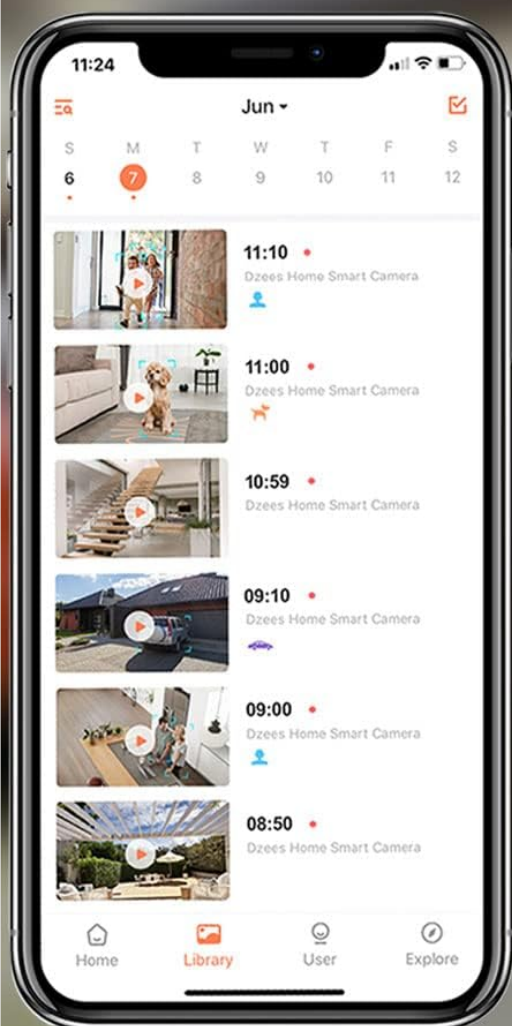 11:24
Jun
S M T W T F S
6 7 8 9 10 11 12
11:10
Dzees Home Smart Camera
11:00
Dzees Home Smart Camera
10:59
Dzees Home Smart Camera
09:10
Dzees Home Smart Camera
09:00
Dzees Home Smart Camera
08:50
Dzees Home Smart Camera
Home Library User Explore